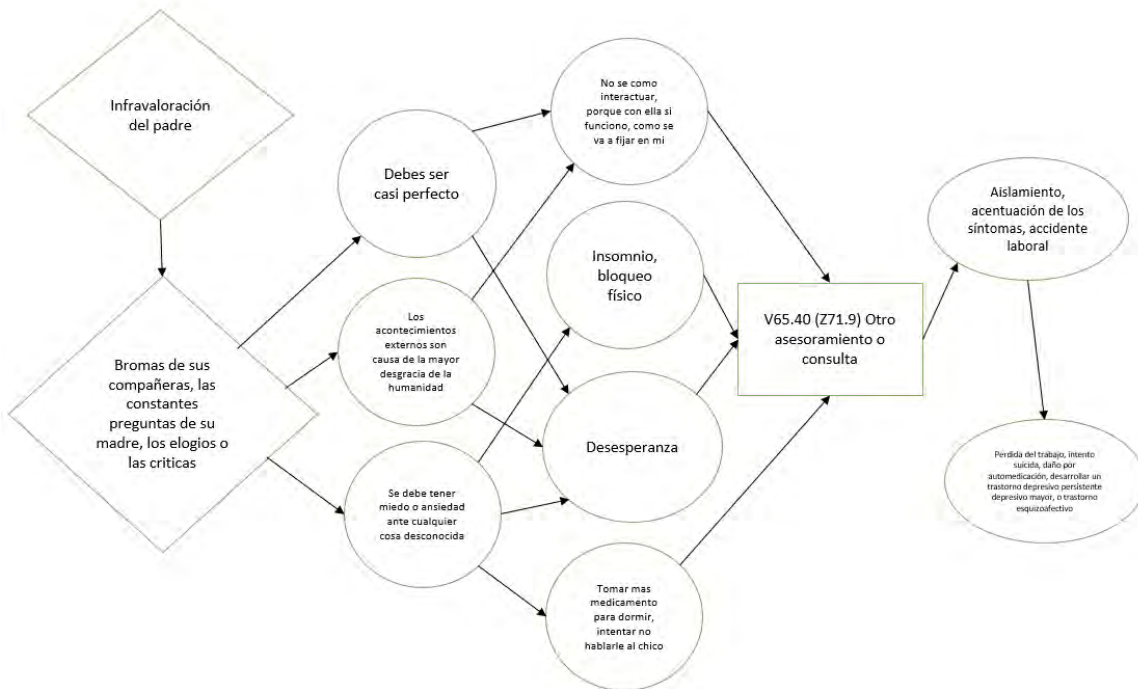 Infravaloración
del padre
Bromas de sus
compañeras, las
constantes
preguntas de su
madre, los elogios o
las criticas
Debes ser
casi perfecto
Los
acontecimientos
externos son
causa de la mayor
desgracia de la
humanidad
Se debe tener
miedo o ansiedad
ante cualquier
cosa desconocida
No se como
interactuar,
porque con ella si
funciono, como se
va a fijar en mi
Insomnio,
bloqueo
físico
Desesperanza
Tomar mas
medicamento
para dormir,
intentar no
hablarle al chico
V65.40 (Z71.9) Otro
asesoramiento o
consulta
Aislamiento,
acentuación de los
síntomas, accidente
laboral
Perdida del trabajo, intento
suicida, daño por
automedicación, desarrollar un
trastorno depresivo persistente
depresivo mayor, o trastorno
esquizoafectivo